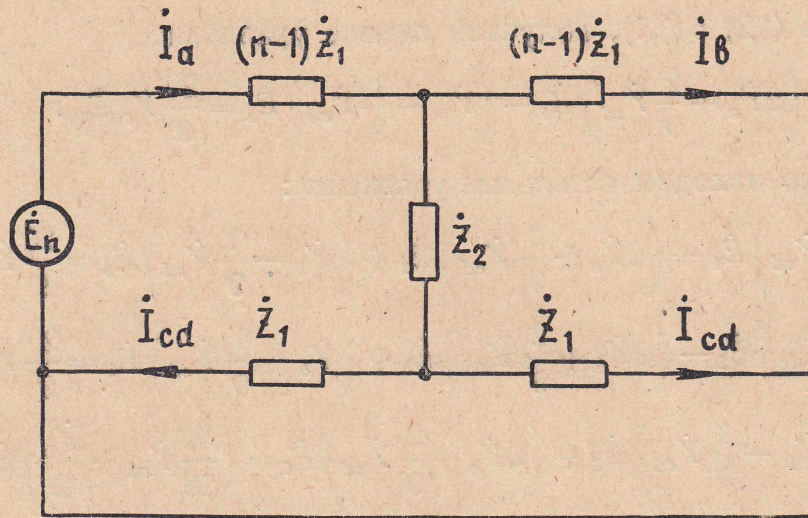 İa (n-1)Ż₁ (n-1)Ż₁ İв
Ėn Ż₂
İcd Ż₁ Ż₁ İcd